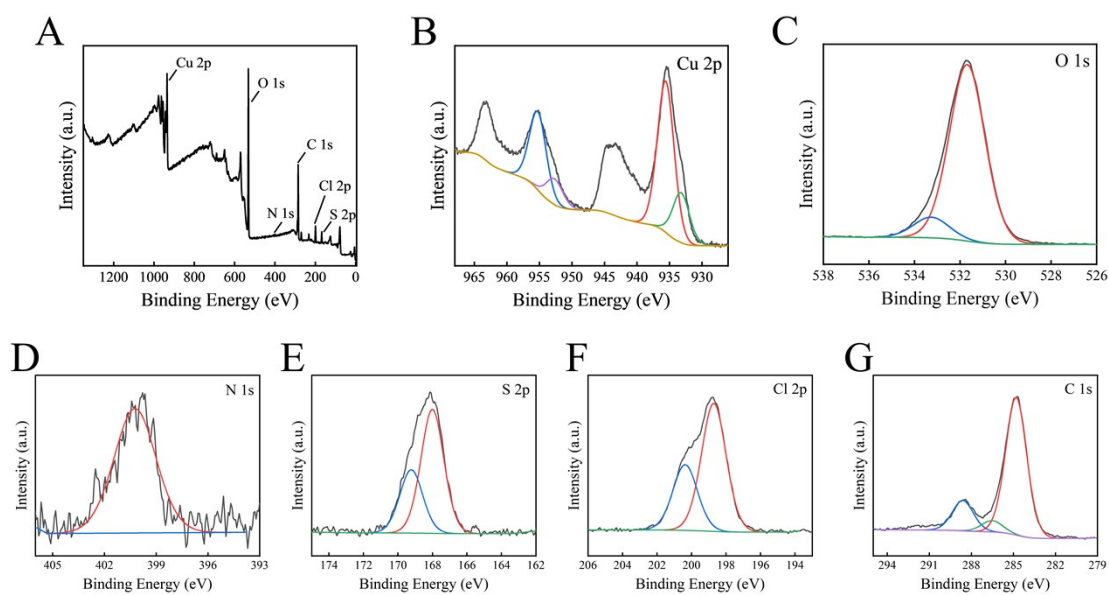 A
Cu 2p
O 1s
C 1s
Cl 2p
N 1s
S 2p
Intensity (a.u.)
1200 1000 800 600 400 200 0
Binding Energy (eV)
B
Cu 2p
Intensity (a.u.)
965 960 955 950 945 940 935 930
Binding Energy (eV)
C
O 1s
Intensity (a.u.)
538 536 534 532 530 528 526
Binding Energy (eV)
D
N 1s
Intensity (a.u.)
405 402 399 396 393
Binding Energy (eV)
E
S 2p
Intensity (a.u.)
174 172 170 168 166 164 162
Binding Energy (eV)
F
Cl 2p
Intensity (a.u.)
206 204 202 200 198 196 194
Binding Energy (eV)
G
C 1s
Intensity (a.u.)
294 291 288 285 282 279
Binding Energy (eV)